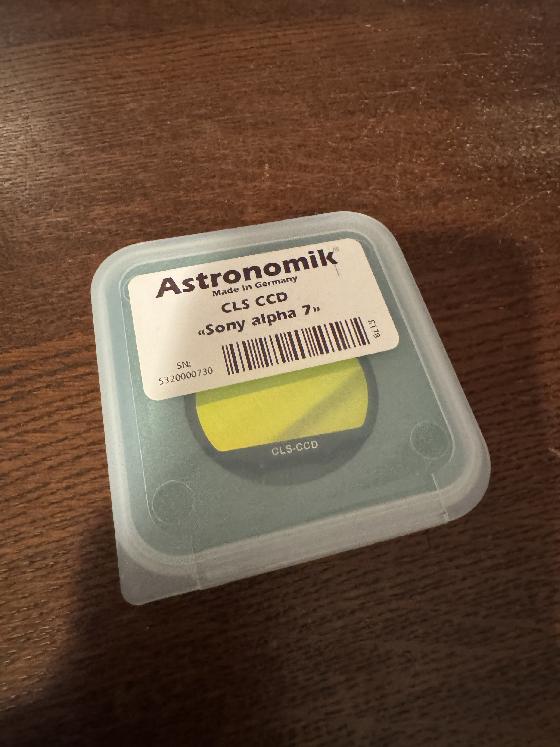 Astronomik
Made in Germany
CLS CCD
«Sony alpha 7»
SN:
5320000730
CLS-CCD